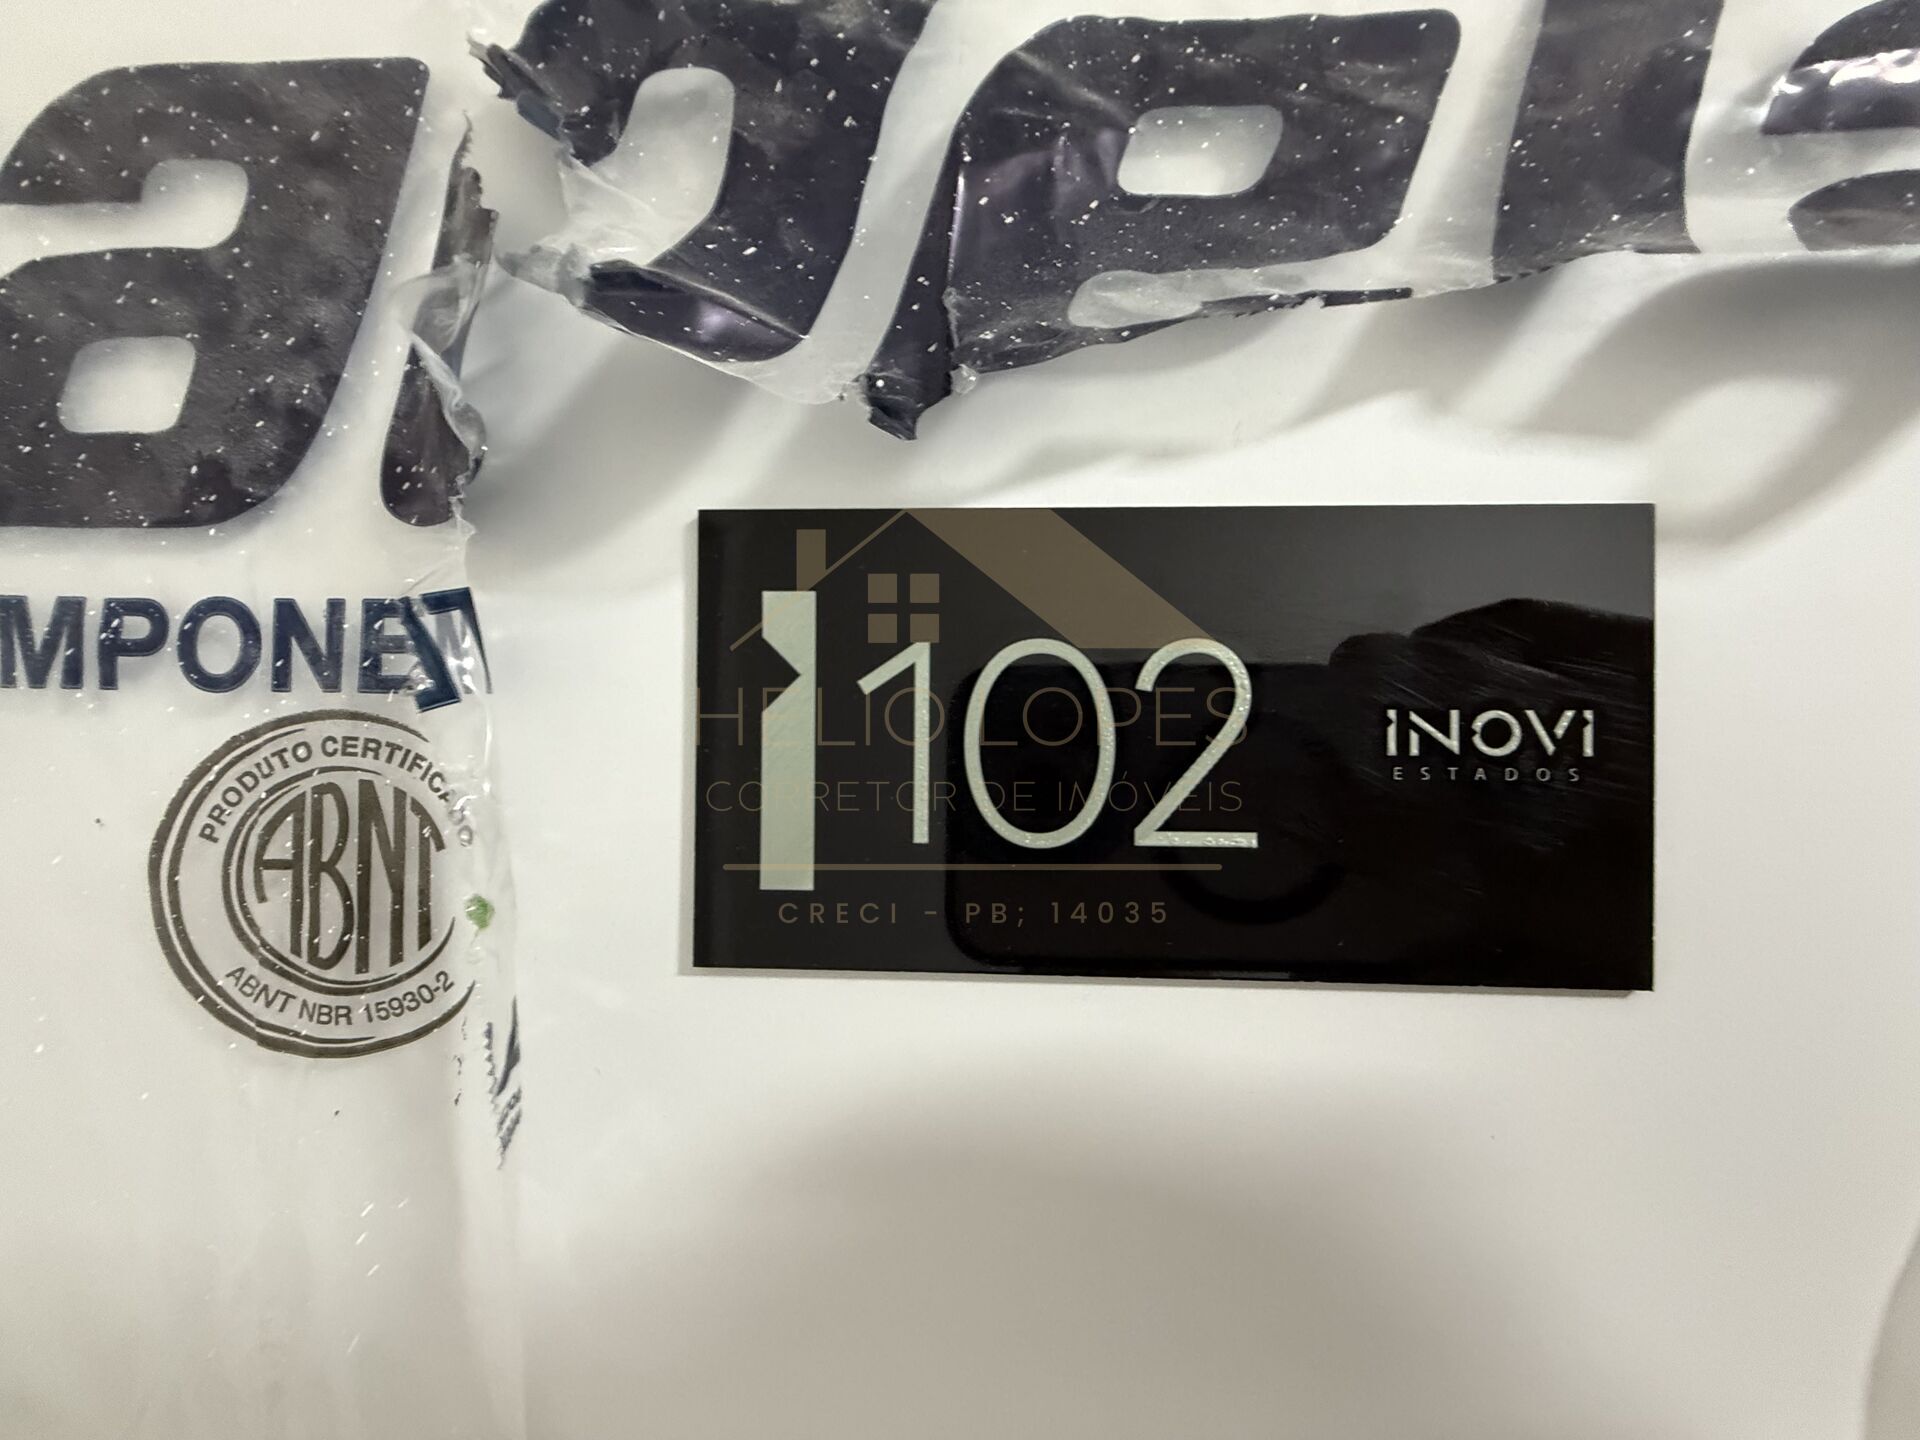 MPONE
PRODUTO CERTIFICADO
ABNT
ABNT NBR 15930-2
102
INOVI
ESTADOS
HELIO LOPES
CORRETOR DE IMÓVEIS
CRECI - PB; 14035